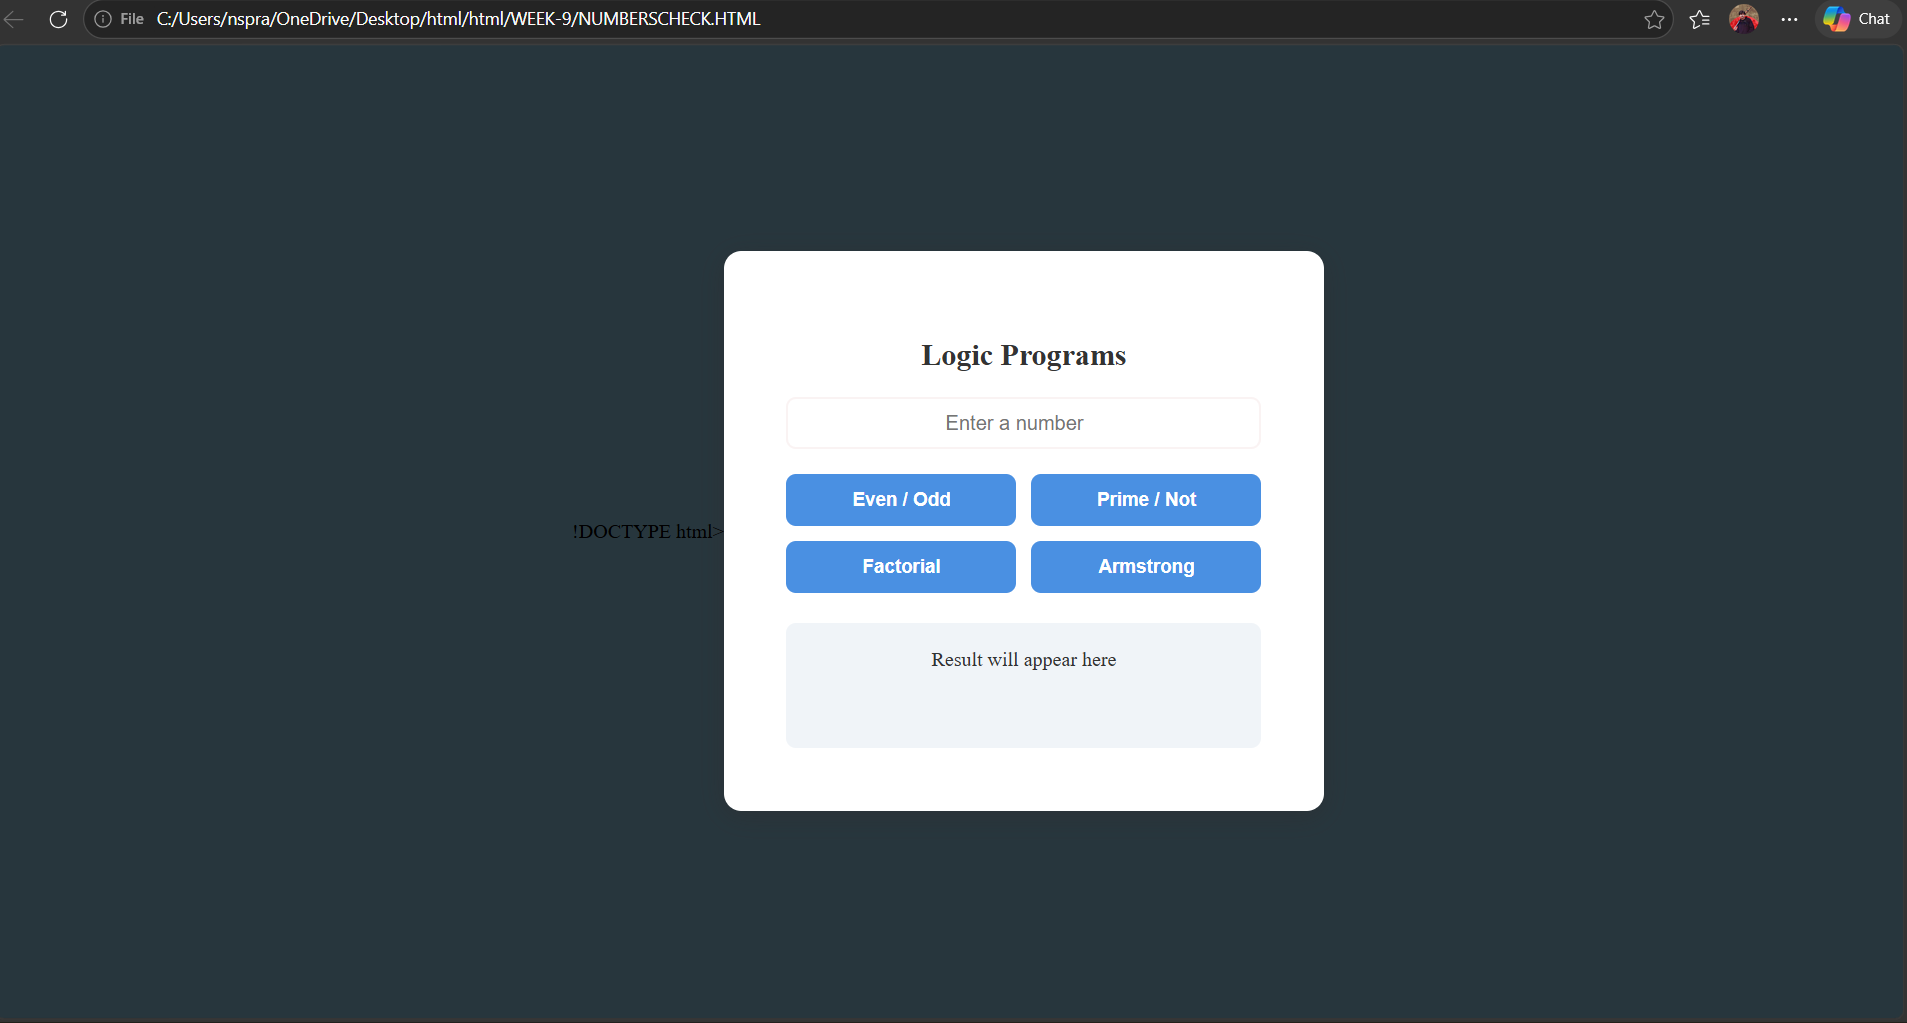 File C:/Users/nspra/OneDrive/Desktop/html/html/WEEK-9/NUMBERSCHECK.HTML
Chat
Logic Programs
Enter a number
Even / Odd Prime / Not
!DOCTYPE html>
Factorial Armstrong
Result will appear here